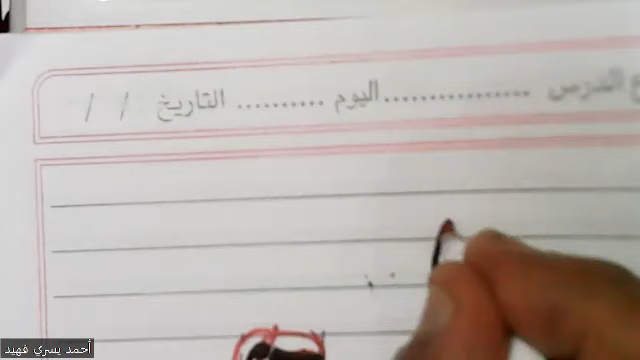 ع الدرس ................ اليوم .......... التاريخ / /
أحمد يسري فهيد